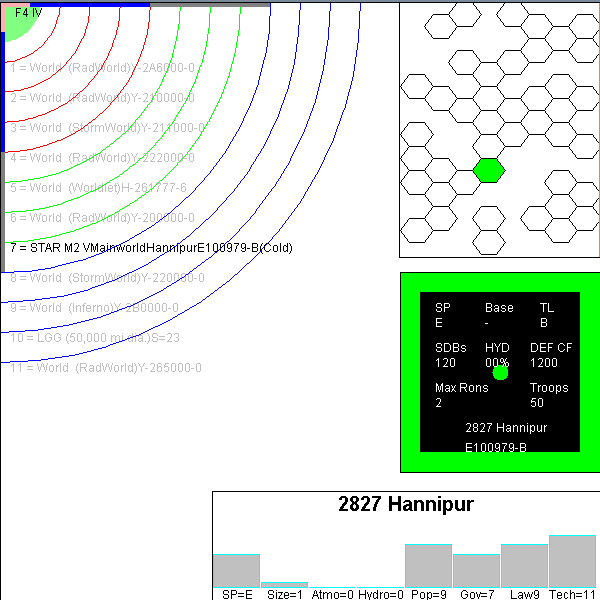 F4 IV
1 = World  (RadWorld)Y-2A6000-0
2 = World  (RadWorld)Y-210000-0
3 = World  (StormWorld)Y-211000-0
4 = World  (RadWorld)Y-222000-0
5 = World  (Worldlet)H-261777-6
6 = World  (RadWorld)Y-200000-0
7 = STAR M2 VMainworldHannipurE100979-B(Cold)
8 = World  (StormWorld)Y-220000-0
9 = World  (Inferno)Y-2B0000-0
10 = LGG (50,000 mi dia.)S=23
11 = World  (RadWorld)Y-265000-0
SP Base TL
E - B
SDBs HYD DEF CF
120 00% 1200
Max Rons Troops
2 50
2827 Hannipur
E100979-B
2827 Hannipur
SP=E Size=1 Atmo=0 Hydro=0 Pop=9 Gov=7 Law9 Tech=11